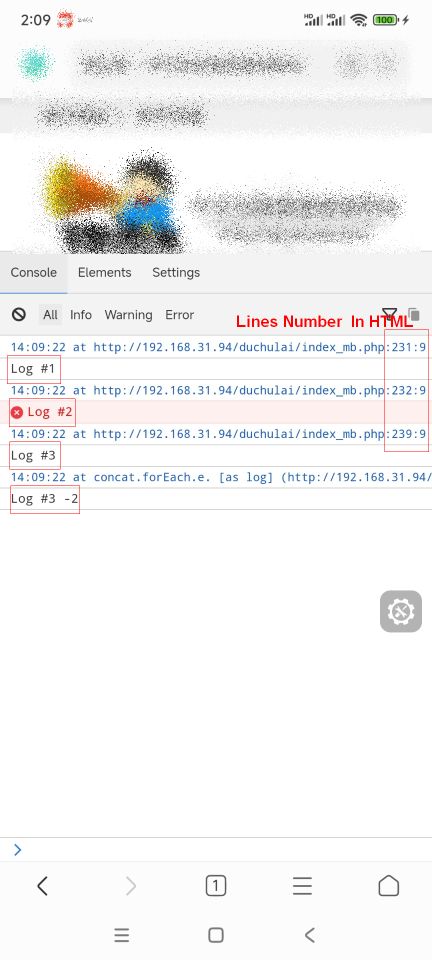 2:09 HD HD 100
Console Elements Settings
All Info Warning Error
Lines Number In HTML
14:09:22 at http://192.168.31.94/duchulai/index_mb.php:231:9
Log #1
14:09:22 at http://192.168.31.94/duchulai/index_mb.php:232:9
Log #2
14:09:22 at http://192.168.31.94/duchulai/index_mb.php:239:9
Log #3
14:09:22 at concat.forEach.e. [as log] (http://192.168.31.94/
Log #3 -2
1